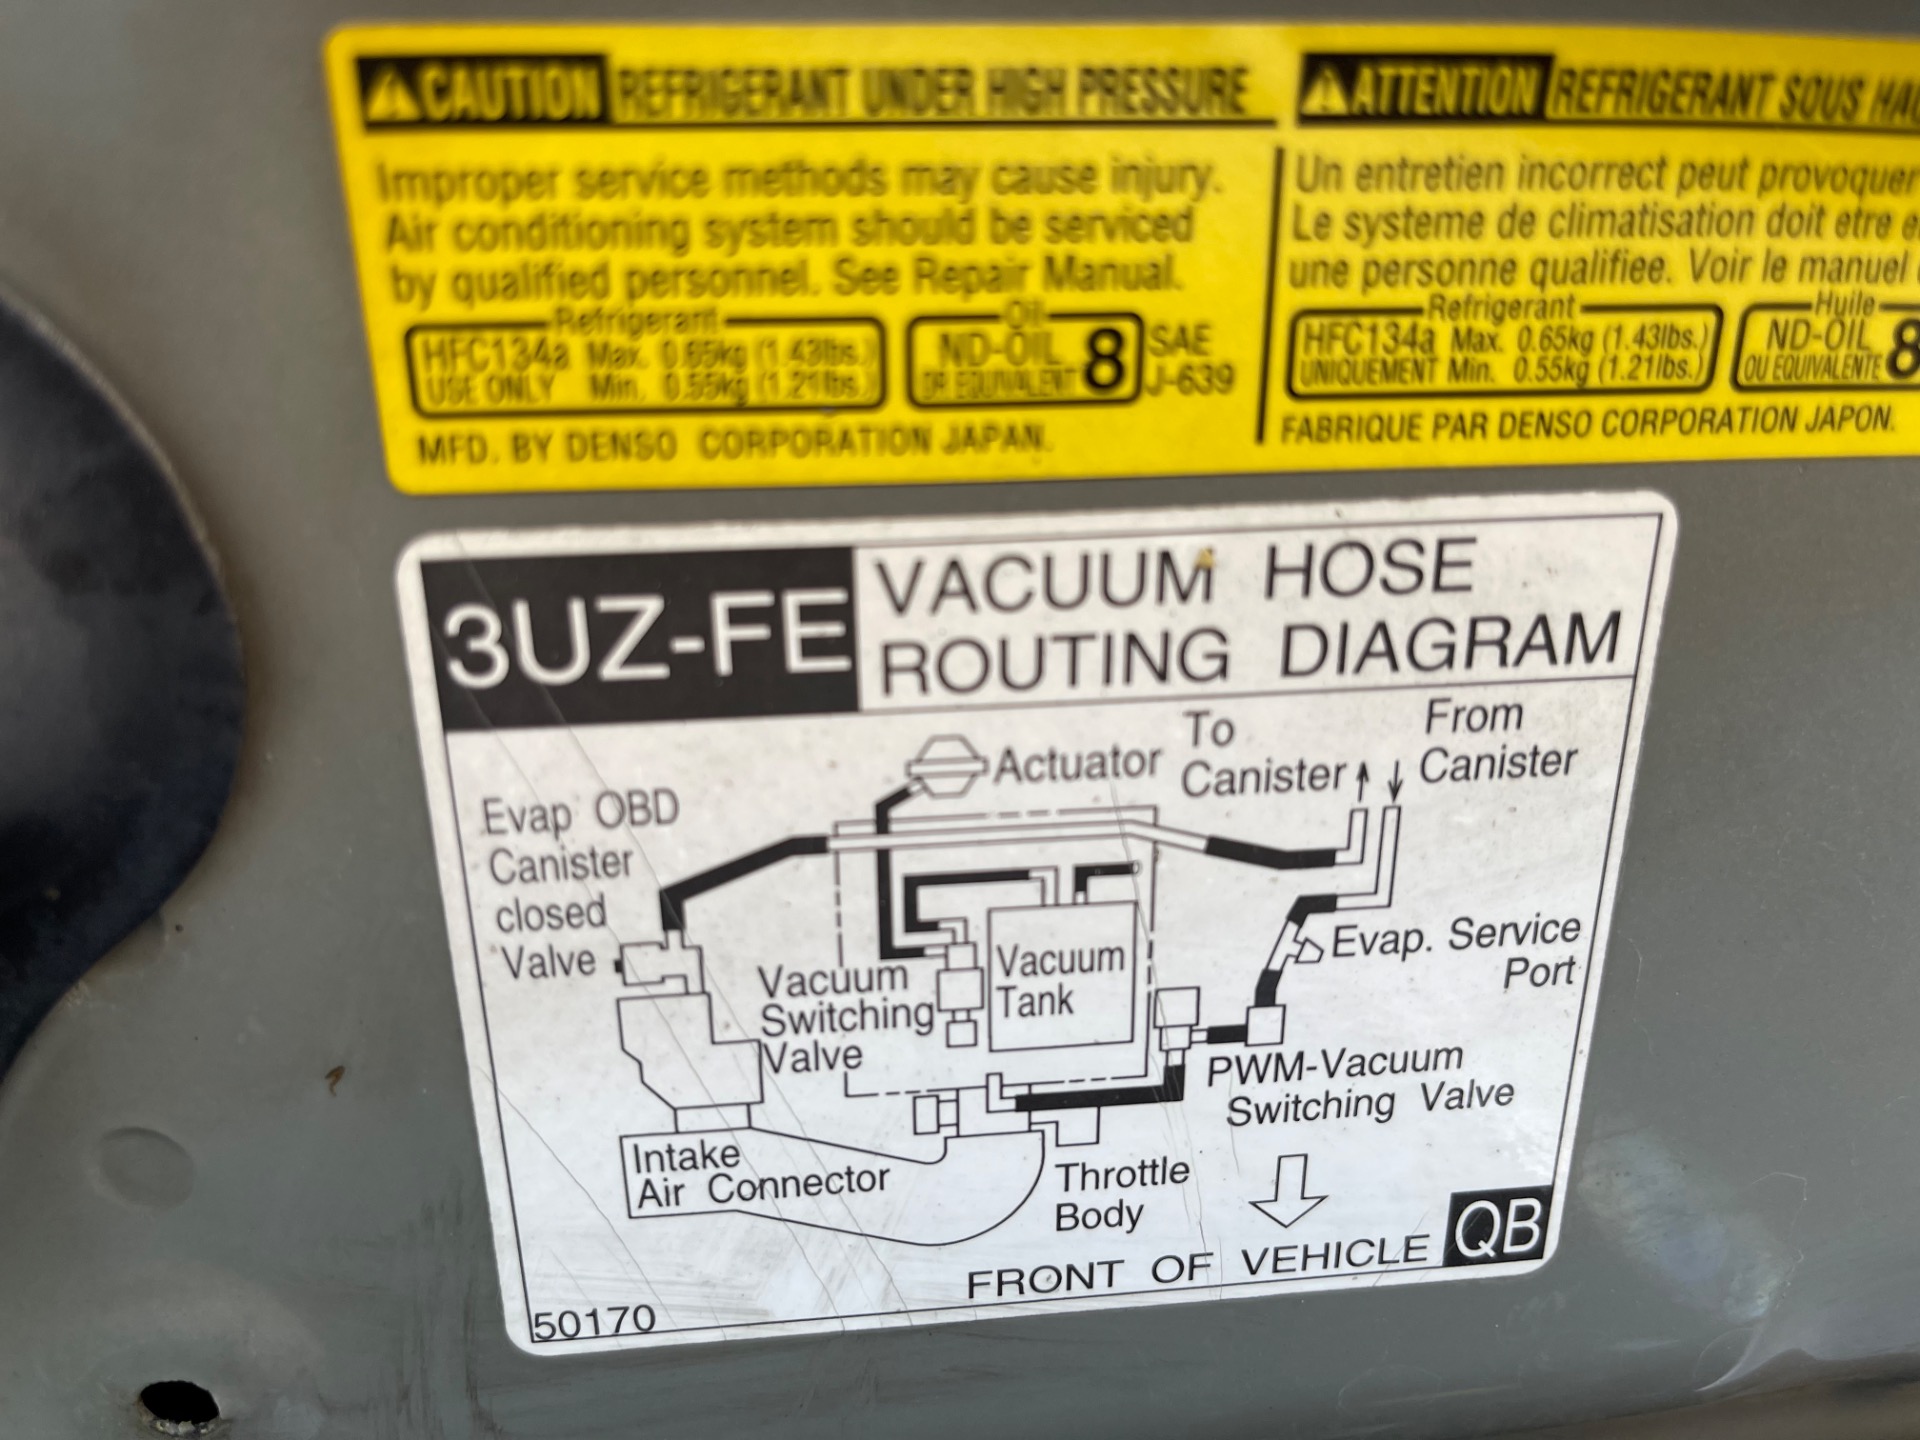 CAUTION REFRIGERANT UNDER HIGH PRESSURE
Improper service methods may cause injury.
Air conditioning system should be serviced
by qualified personnel. See Repair Manual.
Refrigerant
HFC134a Max. 0.65kg (1.43lbs.)
USE ONLY Min. 0.55kg (1.21lbs.)
Oil
ND-OIL 8
OR EQUIVALENT
SAE
J-639
MFD. BY DENSO CORPORATION JAPAN.
ATTENTION REFRIGERANT SOUS
Un entretien incorrect peut provoquer
Le systeme de climatisation doit etre
une personne qualifiee. Voir le manuel
Refrigerant
HFC134a Max. 0.65kg (1.43lbs.)
UNIQUEMENT Min. 0.55kg (1.21lbs.)
Huile
ND-OIL 8
OU EQUIVALENTE
FABRIQUE PAR DENSO CORPORATION JAPON.
3UZ-FE
VACUUM HOSE
ROUTING DIAGRAM
Actuator
To
Canister
From
Canister
Evap OBD
Canister
closed
Valve
Vacuum
Switching
Valve
Vacuum
Tank
Evap. Service
Port
PWM-Vacuum
Switching Valve
Intake
Air Connector
Throttle
Body
FRONT OF VEHICLE
QB
50170